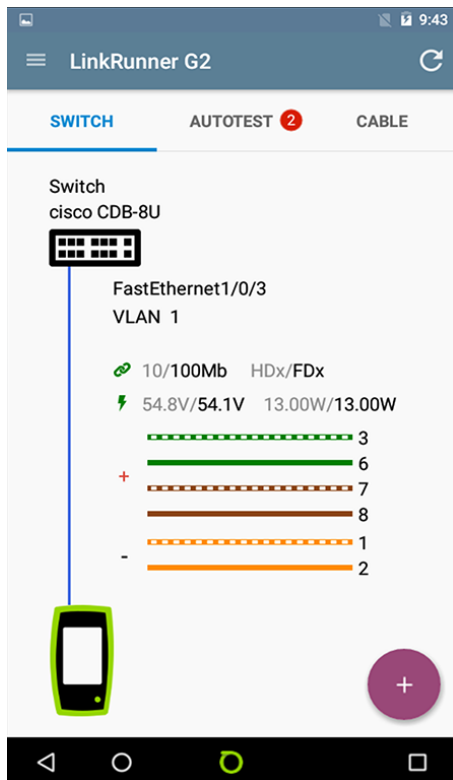 9:43
LinkRunner G2
SWITCH AUTOTEST 2 CABLE
Switch
cisco CDB-8U
FastEthernet1/0/3
VLAN 1
10/100Mb HDx/FDx
54.8V/54.1V 13.00W/13.00W
3
6
+ 7
8
1
- 2
+